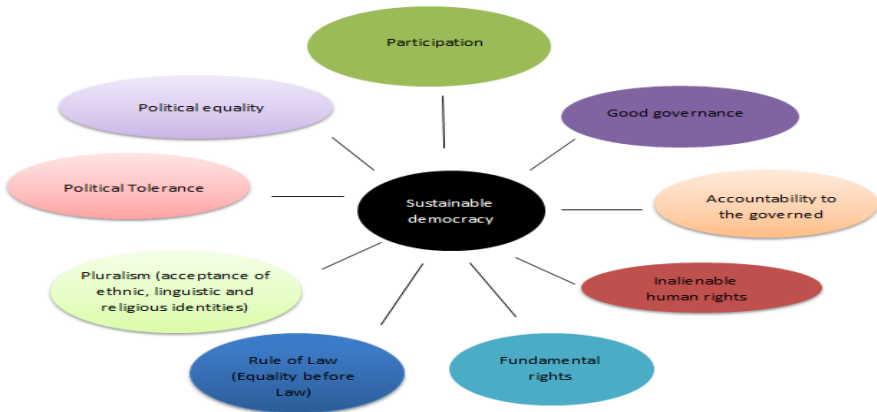 Participation
Political equality
Good governance
Political Tolerance
Sustainable
democracy
Accountability to
the governed
Pluralism (acceptance of
ethnic, linguistic and
religious identities)
Inalienable
human rights
Rule of Law
(Equality before
Law)
Fundamental
rights